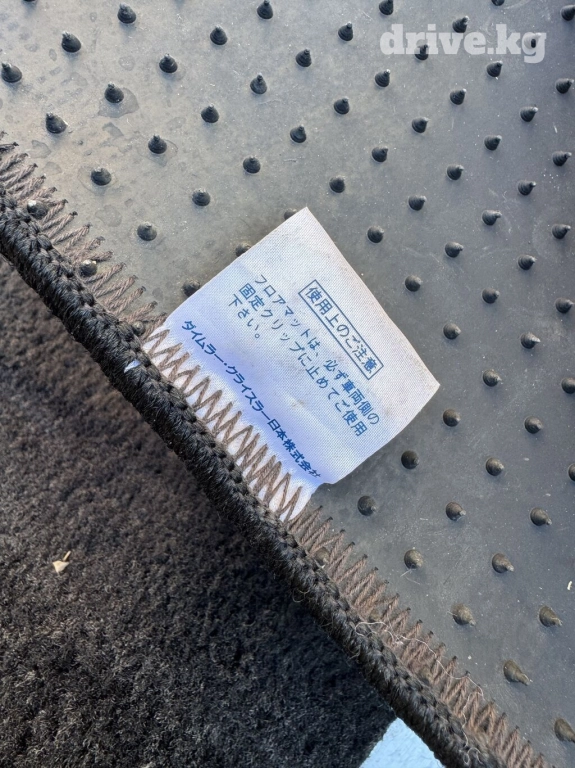 drive.kg
使用上のご注意
フロアマットは、必ず車両側の
固定クリップに止めてご使用
下さい。
タイムラー・クライスラー日本株式会社